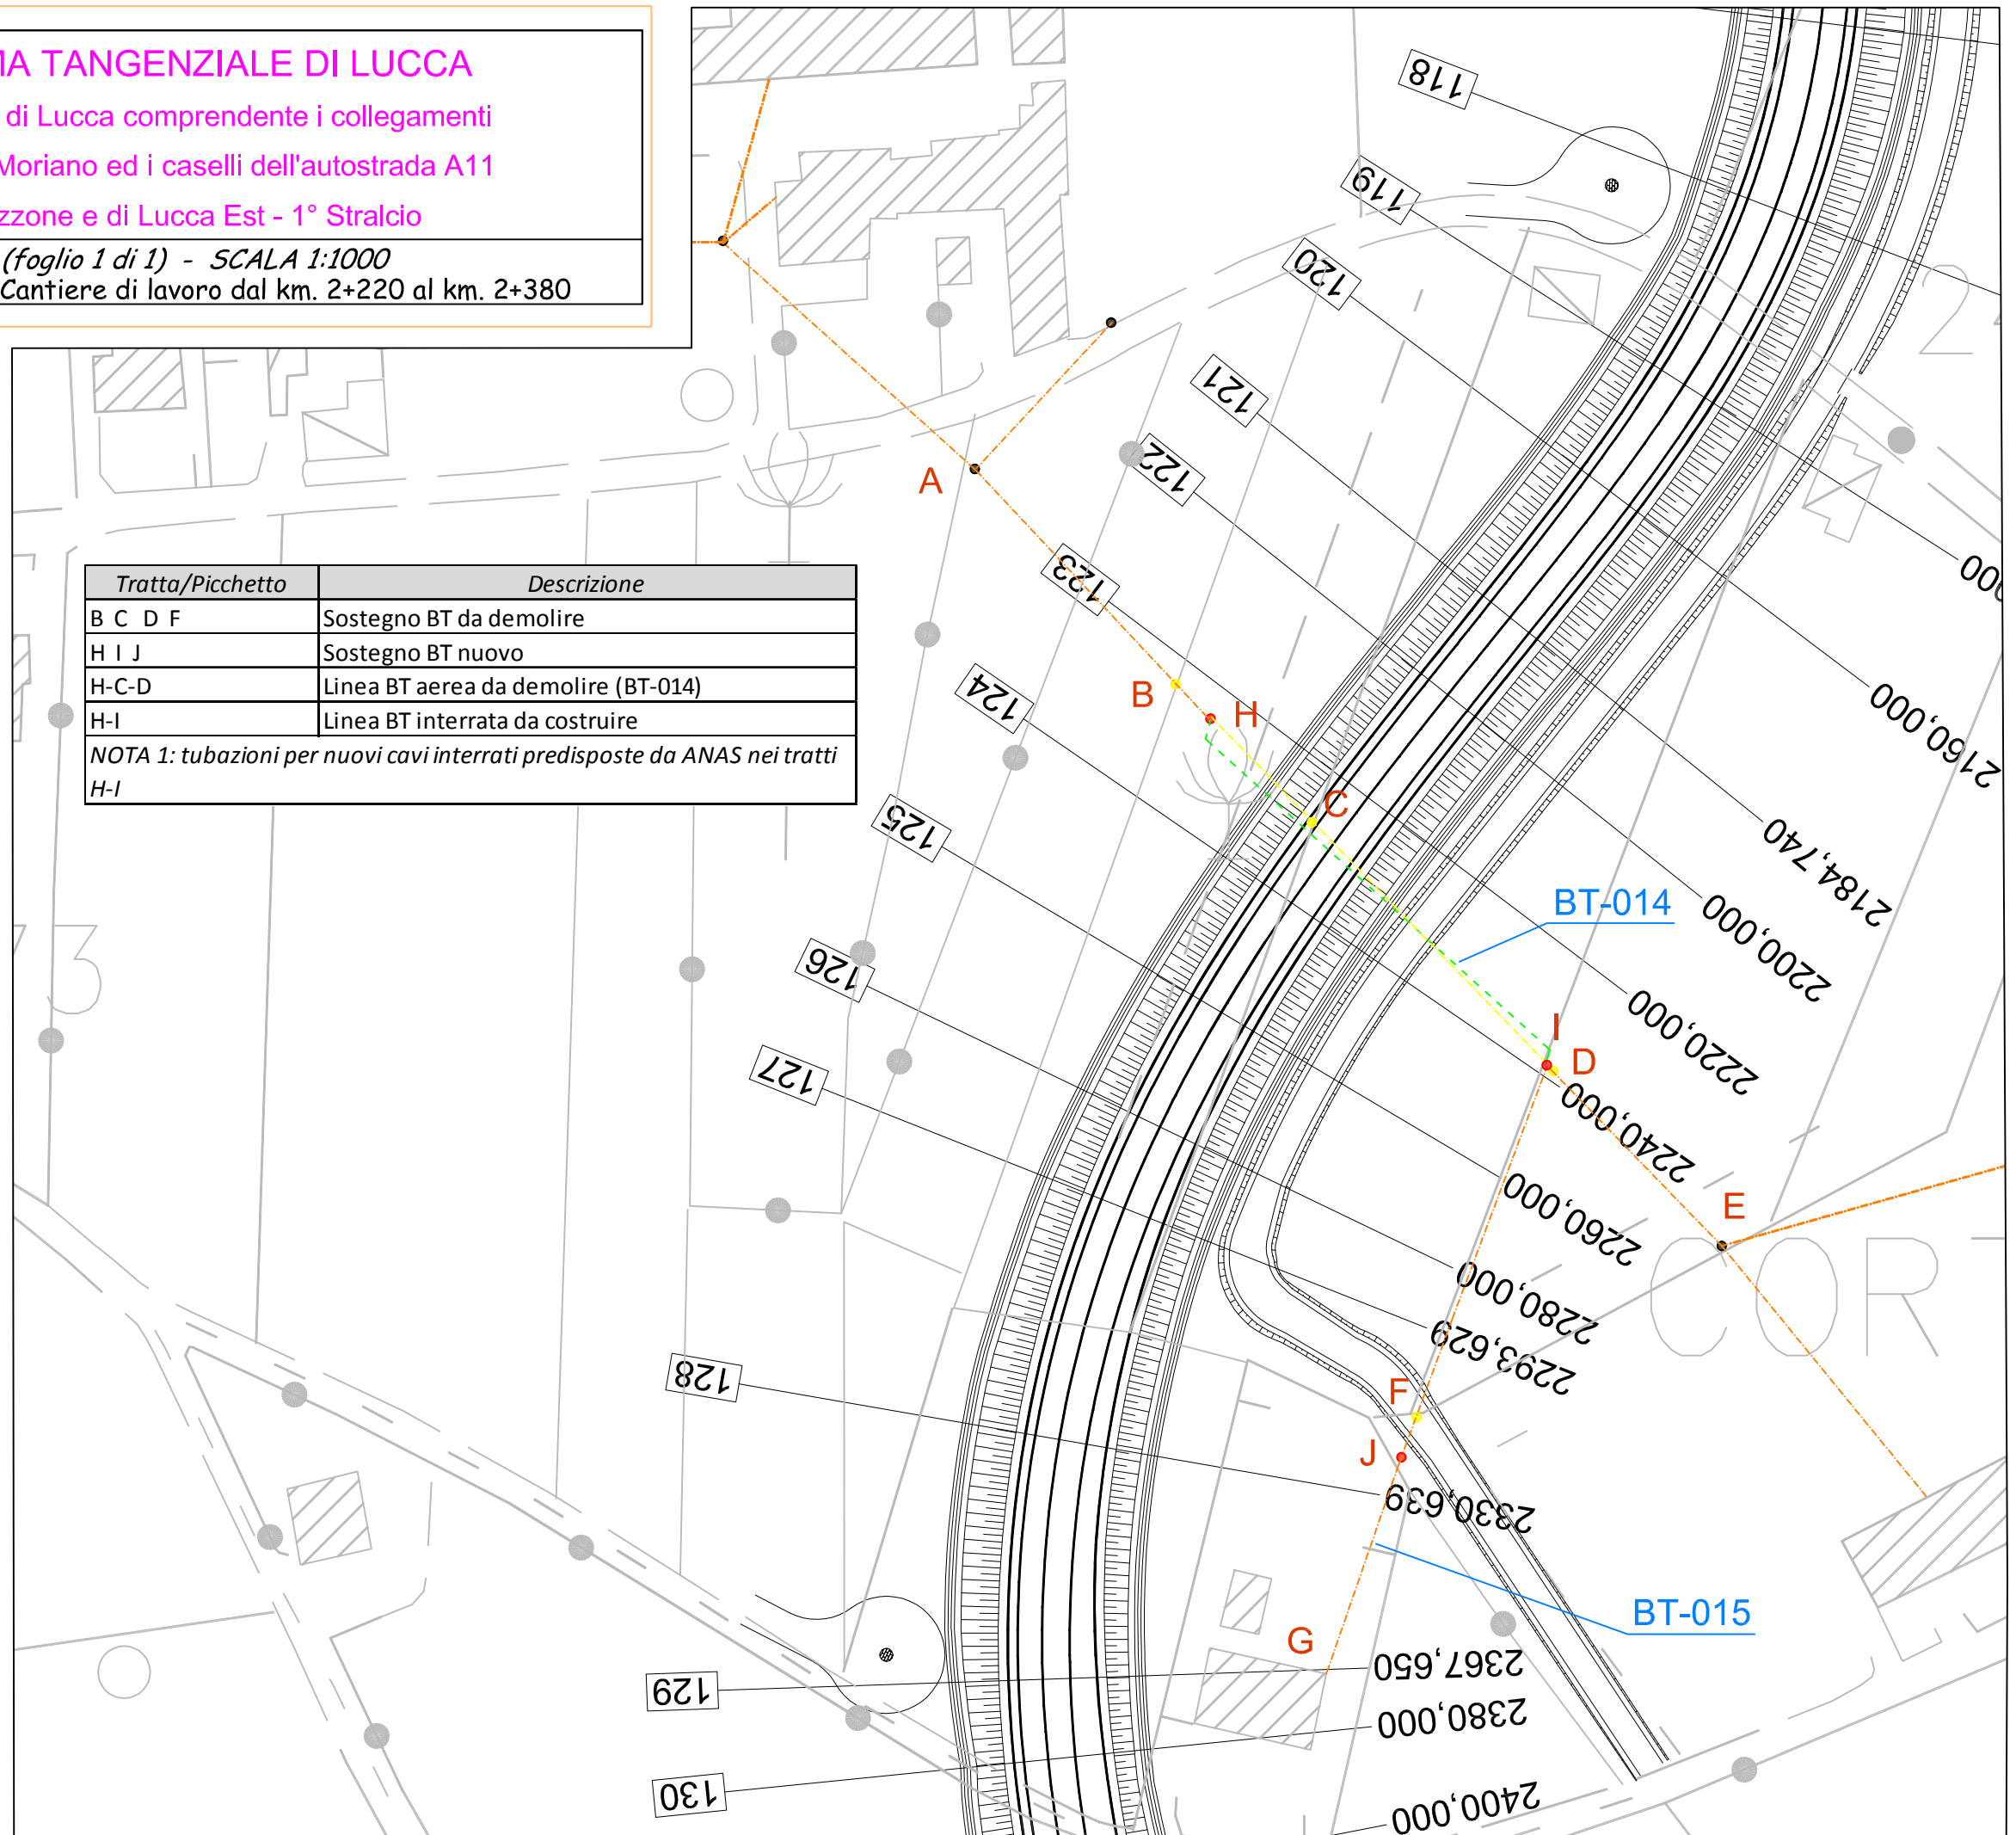 MA TANGENZIALE DI LUCCA
di Lucca comprendente i collegamenti
Moriano ed i caselli dell'autostrada A11
zzone e di Lucca Est - 1° Stralcio
(foglio 1 di 1) - SCALA 1:1000
Cantiere di lavoro dal km. 2+220 al km. 2+380
118
119
120
121
122
123
124
125
126
127
128
129
130
A
B
H
C
I
D
E
F
J
G
Tratta/Picchetto Descrizione
B C D F Sostegno BT da demolire
H I J Sostegno BT nuovo
H-C-D Linea BT aerea da demolire (BT-014)
H-I Linea BT interrata da costruire
NOTA 1: tubazioni per nuovi cavi interrati predisposte da ANAS nei tratti
H-I
BT-014
BT-015
000
2160,000
2184,740
2200,000
2220,000
2240,000
2260,000
2280,000
2293,629
2330,639
2367,650
2380,000
2400,000
2
3
COR